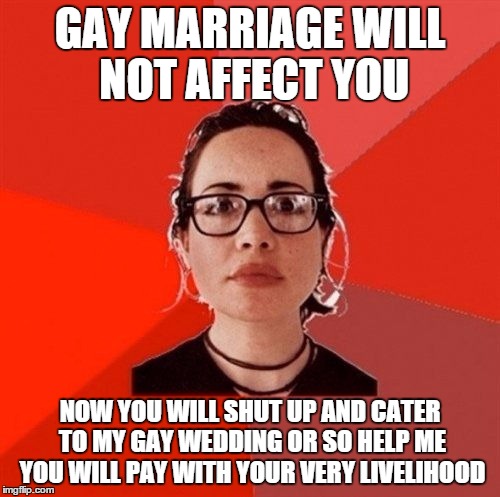 GAY MARRIAGE WILL
NOT AFFECT YOU
NOW YOU WILL SHUT UP AND CATER
TO MY GAY WEDDING OR SO HELP ME
YOU WILL PAY WITH YOUR VERY LIVELIHOOD
imgflip.com